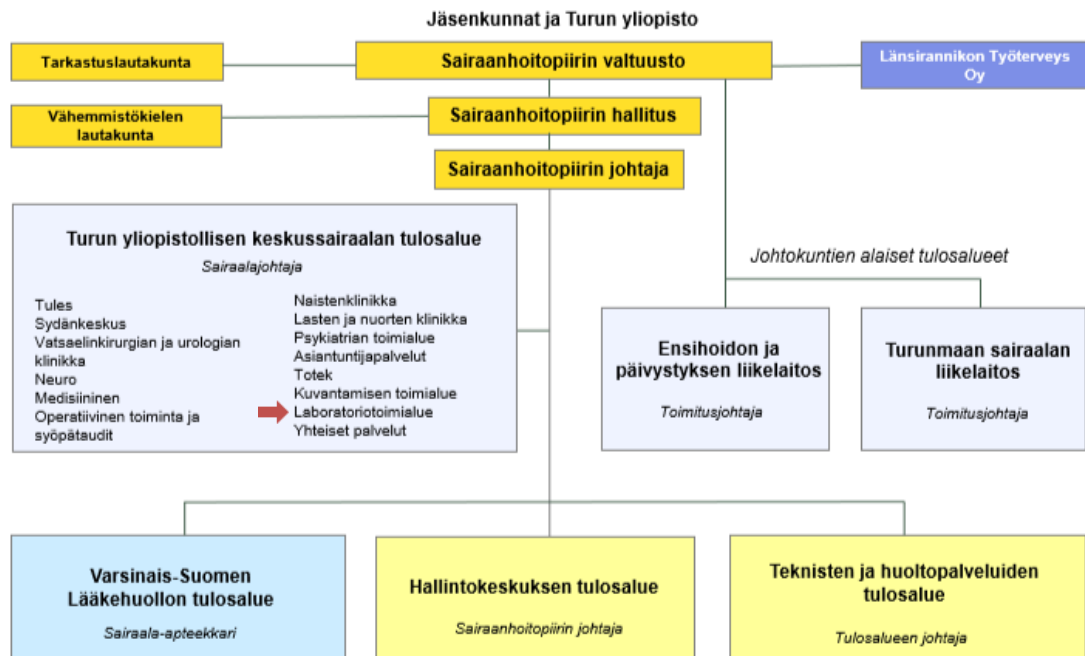 Jäsenkunnat ja Turun yliopisto
Tarkastuslautakunta
Sairaanhoitopiirin valtuusto
Länsirannikon Työterveys
Oy
Vähemmistökielen
lautakunta
Sairaanhoitopiirin hallitus
Sairaanhoitopiirin johtaja
Turun yliopistollisen keskussairaalan tulosalue
Sairaalajohtaja
Tules
Sydänkeskus
Vatsaelinkirurgian ja urologian
klinikka
Neuro
Medisiininen
Operatiivinen toiminta ja
syöpätaudit
Naistenklinikka
Lasten ja nuorten klinikka
Psykiatrian toimialue
Asiantuntijapalvelut
Totek
Kuvantamisen toimialue
Laboratoriotoimialue
Yhteiset palvelut
Johtokuntien alaiset tulosalueet
Ensihoidon ja
päivystyksen liikelaitos
Toimitusjohtaja
Turunmaan sairaalan
liikelaitos
Toimitusjohtaja
Varsinais-Suomen
Lääkehuollon tulosalue
Sairaala-apteekkari
Hallintokeskuksen tulosalue
Sairaanhoitopiirin johtaja
Teknisten ja huoltopalveluiden
tulosalue
Tulosalueen johtaja